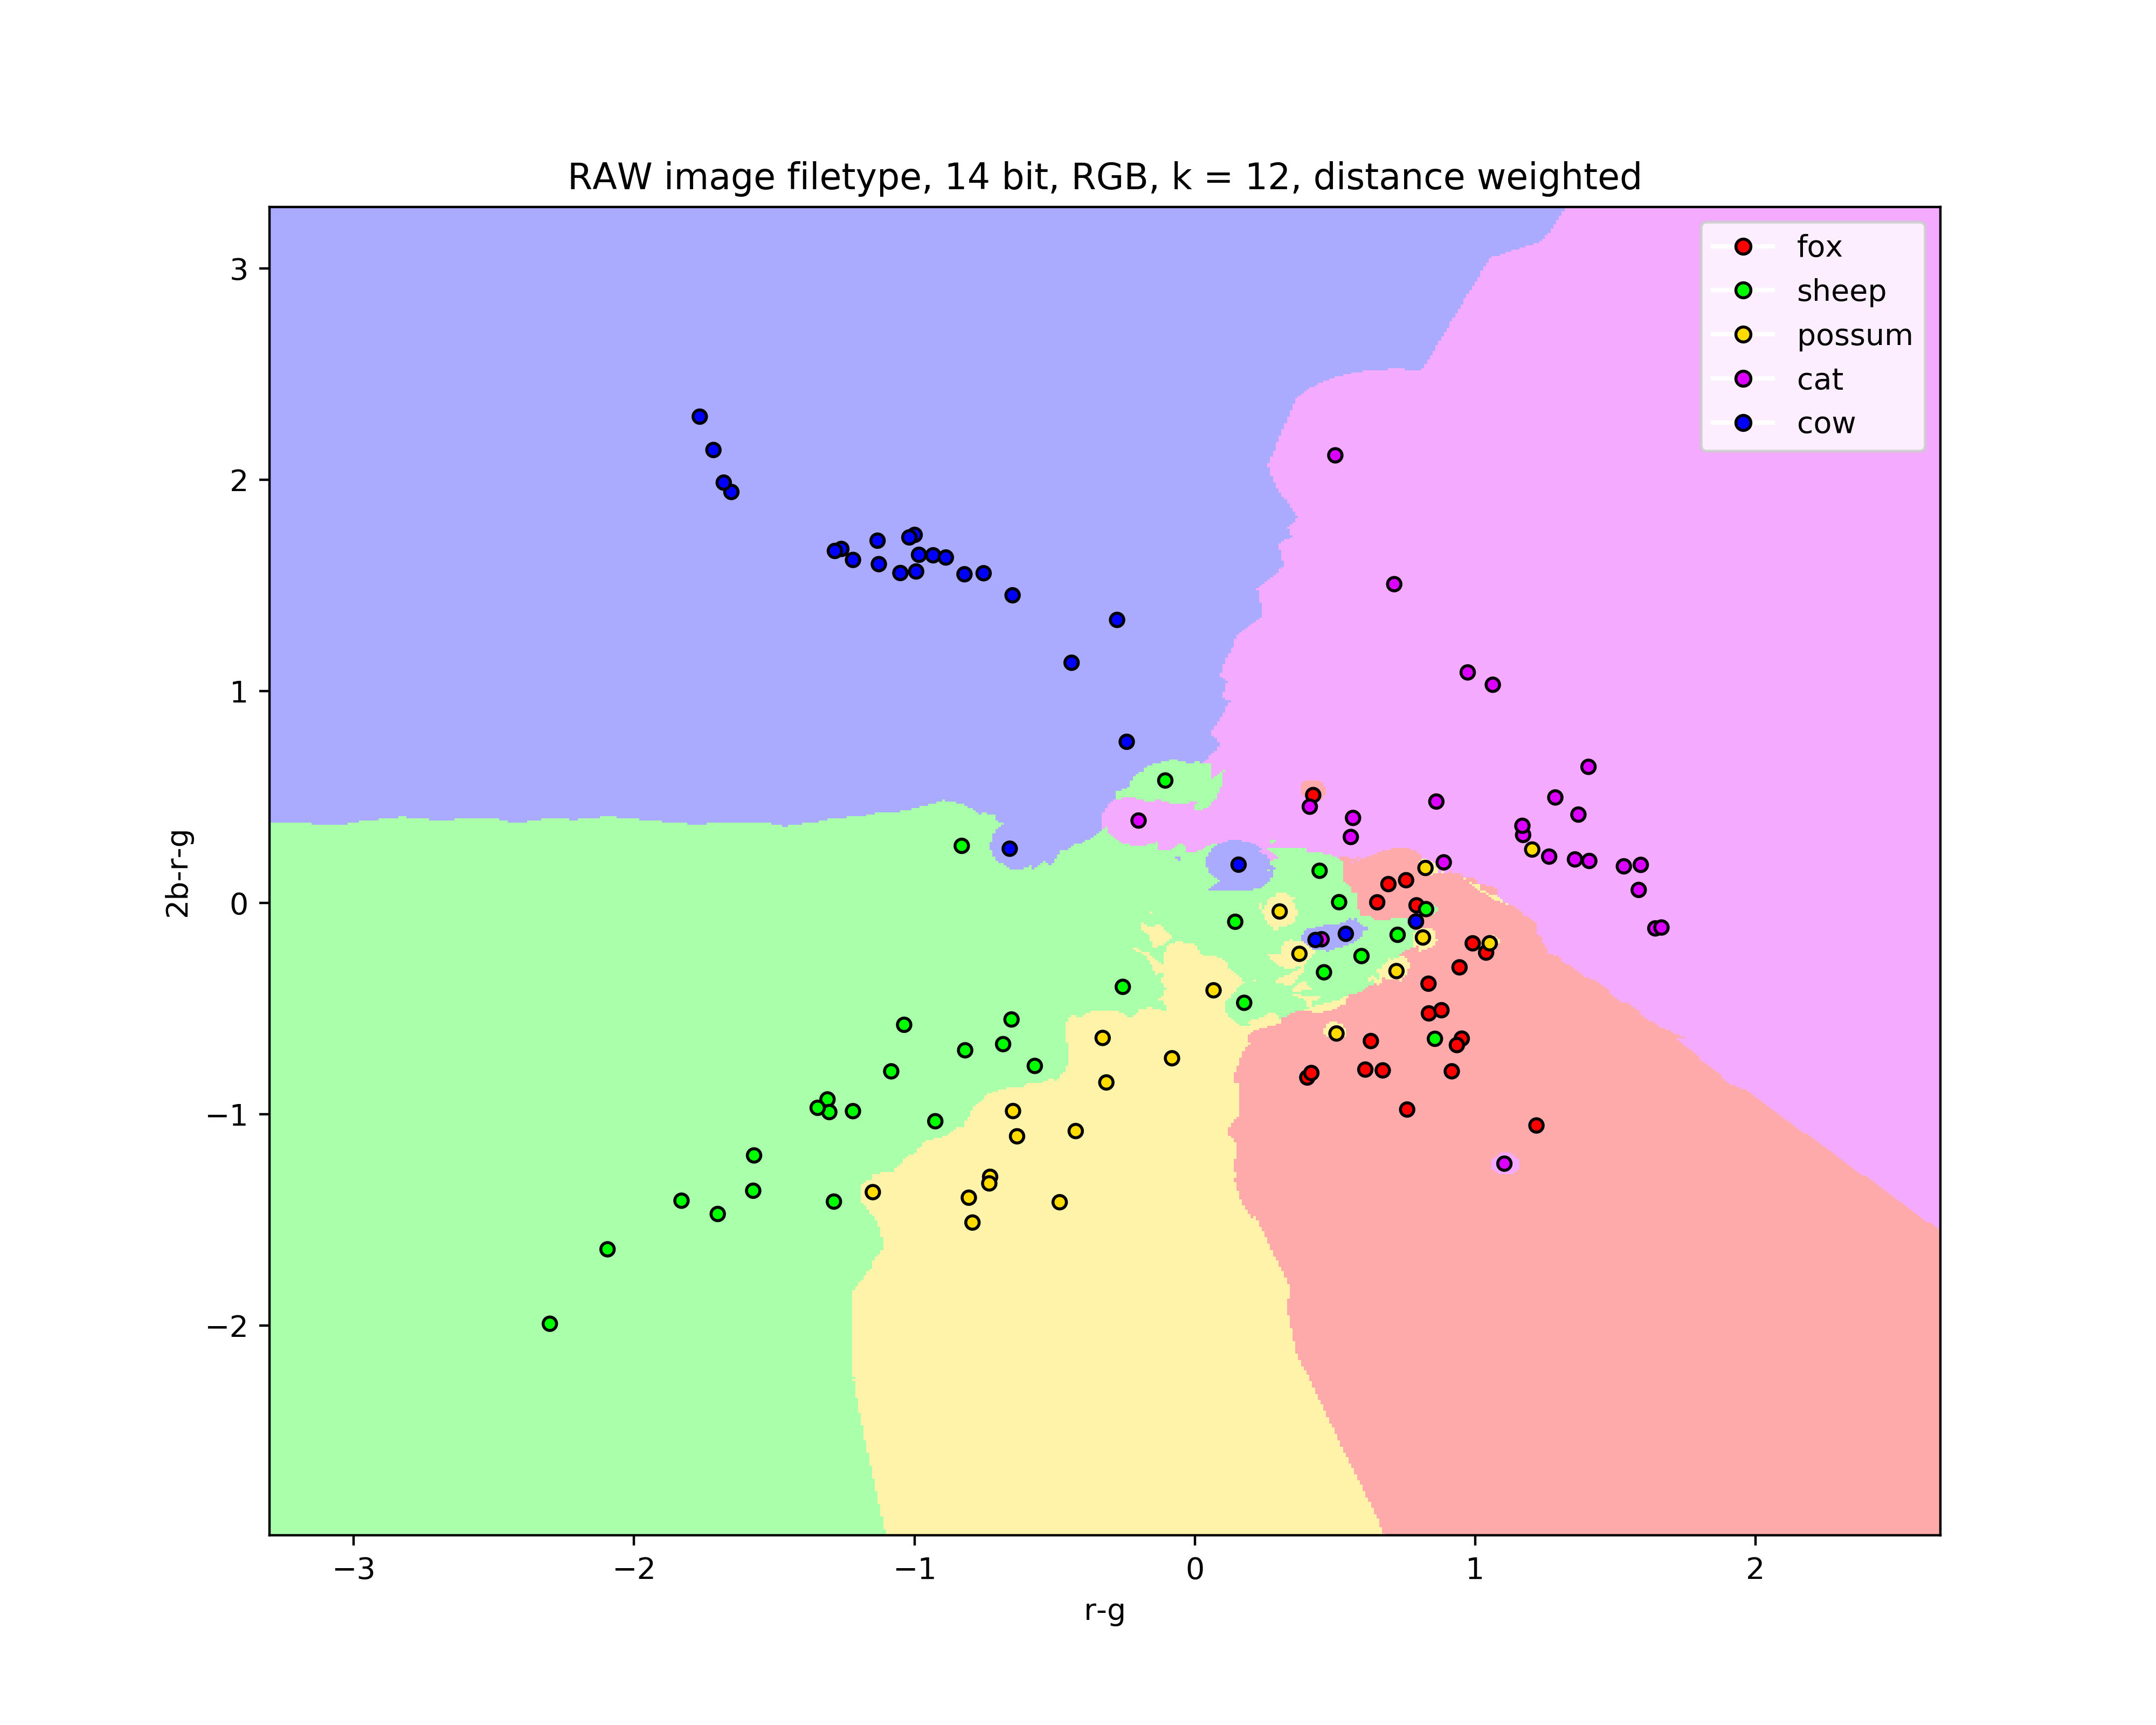 RAW image filetype, 14 bit, RGB, k = 12, distance weighted
fox
sheep
possum
cat
cow
3
2
1
0
−1
−2
2b-r-g
−3
−2
−1
0
1
2
r-g